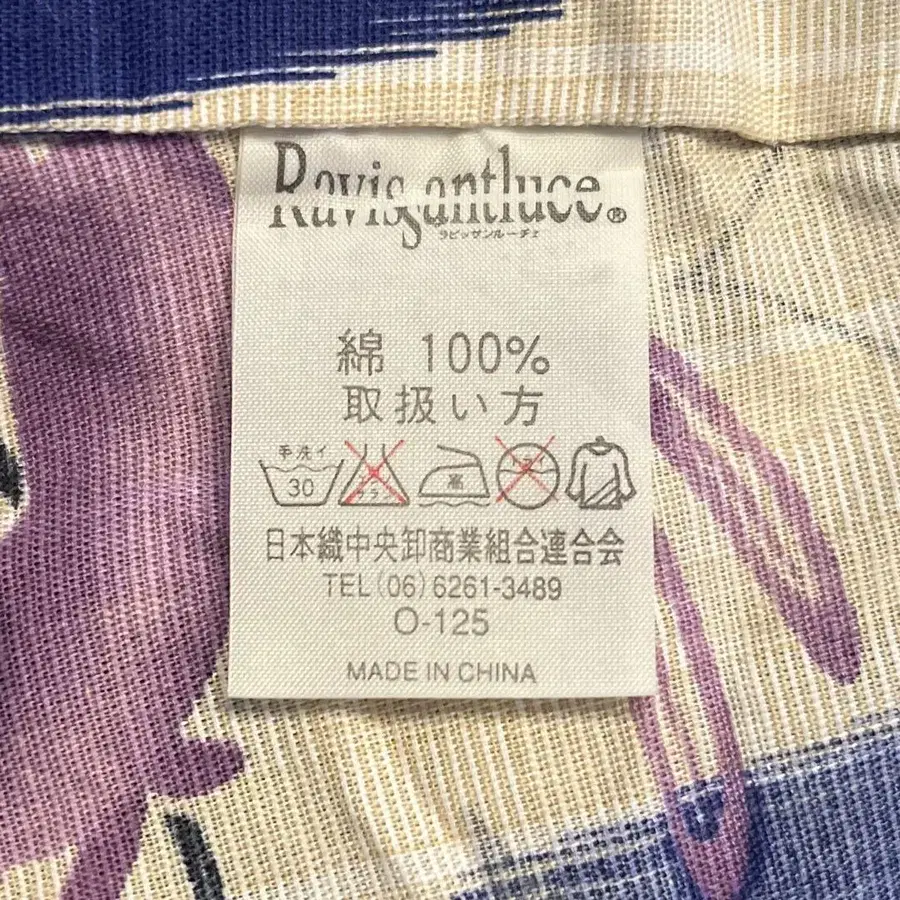 Ravissantluce®
ラビッサンルーチェ
綿 100%
取扱い方
手洗イ
30
高
日本織中央卸商業組合連合会
TEL(06)6261-3489
O-125
MADE IN CHINA